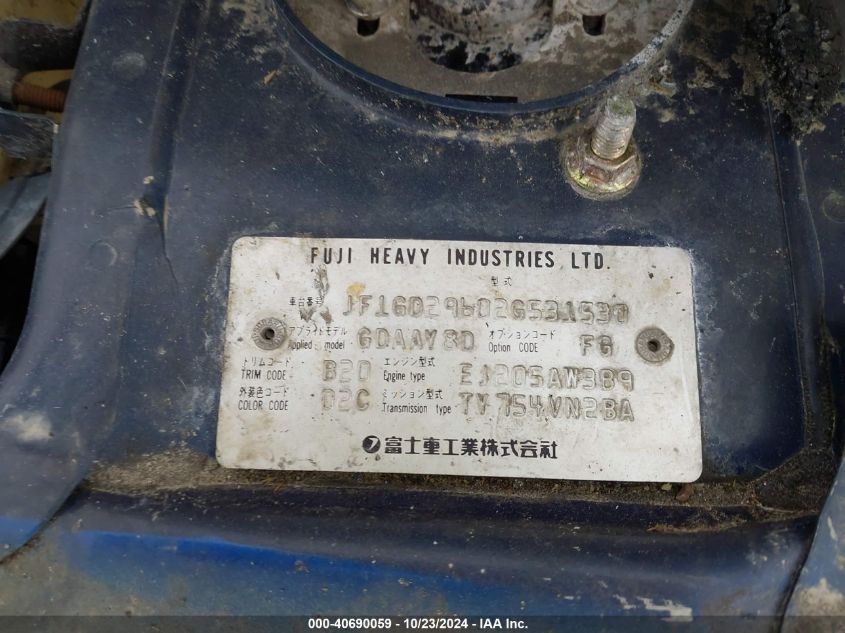 FUJI HEAVY INDUSTRIES LTD.
型式
車台番号 JF1GD29602G531530
アプライドモデル GDAAY8D オプションコード FG
Applied model Option CODE
トリムコード B20 エンジン型式 EJ205AW3B9
TRIM CODE Engine type
外装色コード 02C ミッション型式 TY754VN2BA
COLOR CODE Transmission type
富士重工業株式会社
000-40690059 - 10/23/2024 - IAA Inc.